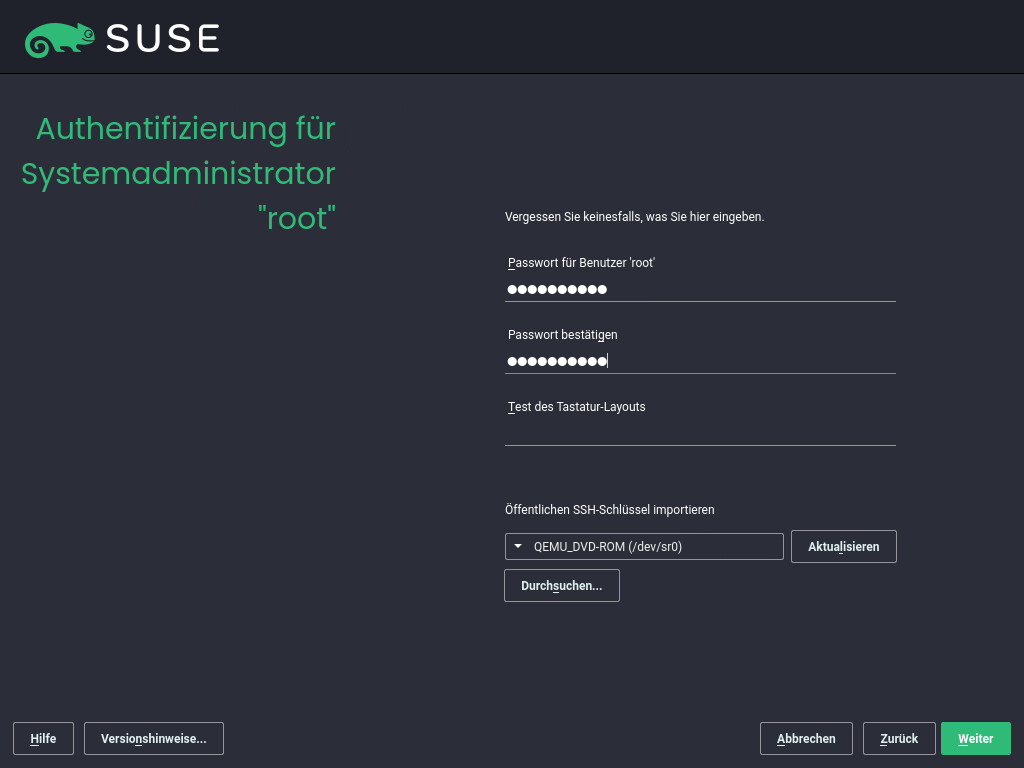 SUSE
Authentifizierung für
Systemadministrator
"root"
Vergessen Sie keinesfalls, was Sie hier eingeben.
Passwort für Benutzer 'root'
●●●●●●●●●●
Passwort bestätigen
●●●●●●●●●●
Test des Tastatur-Layouts
Öffentlichen SSH-Schlüssel importieren
QEMU_DVD-ROM (/dev/sr0) Aktualisieren
Durchsuchen...
Hilfe Versionshinweise... Abbrechen Zurück Weiter